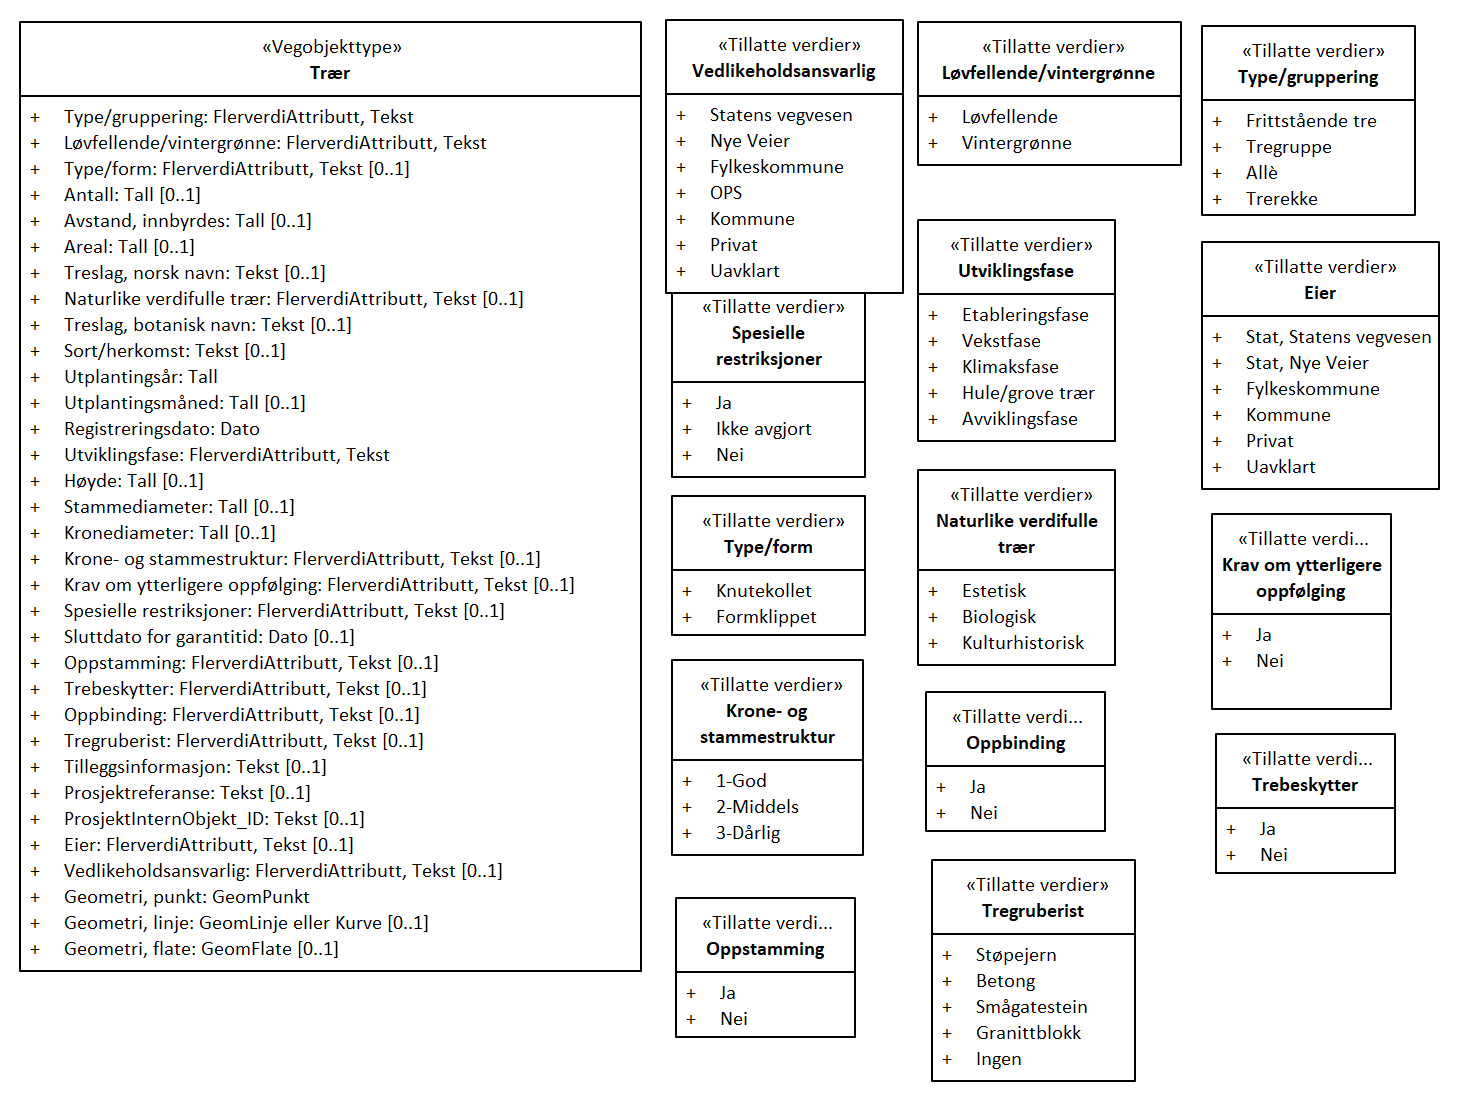 «Vegobjekttype»
Trær
+ Type/gruppering: FlerverdiAttributt, Tekst
+ Løvfellende/vintergrønne: FlerverdiAttributt, Tekst
+ Type/form: FlerverdiAttributt, Tekst [0..1]
+ Antall: Tall [0..1]
+ Avstand, innbyrdes: Tall [0..1]
+ Areal: Tall [0..1]
+ Treslag, norsk navn: Tekst [0..1]
+ Naturlike verdifulle trær: FlerverdiAttributt, Tekst [0..1]
+ Treslag, botanisk navn: Tekst [0..1]
+ Sort/herkomst: Tekst [0..1]
+ Utplantingsår: Tall
+ Utplantingsmåned: Tall [0..1]
+ Registreringsdato: Dato
+ Utviklingsfase: FlerverdiAttributt, Tekst
+ Høyde: Tall [0..1]
+ Stammediameter: Tall [0..1]
+ Kronediameter: Tall [0..1]
+ Krone- og stammestruktur: FlerverdiAttributt, Tekst [0..1]
+ Krav om ytterligere oppfølging: FlerverdiAttributt, Tekst [0..1]
+ Spesielle restriksjoner: FlerverdiAttributt, Tekst [0..1]
+ Sluttdato for garantitid: Dato [0..1]
+ Oppstamming: FlerverdiAttributt, Tekst [0..1]
+ Trebeskytter: FlerverdiAttributt, Tekst [0..1]
+ Oppbinding: FlerverdiAttributt, Tekst [0..1]
+ Tregruberist: FlerverdiAttributt, Tekst [0..1]
+ Tilleggsinformasjon: Tekst [0..1]
+ Prosjektreferanse: Tekst [0..1]
+ ProsjektInternObjekt_ID: Tekst [0..1]
+ Eier: FlerverdiAttributt, Tekst [0..1]
+ Vedlikeholdsansvarlig: FlerverdiAttributt, Tekst [0..1]
+ Geometri, punkt: GeomPunkt
+ Geometri, linje: GeomLinje eller Kurve [0..1]
+ Geometri, flate: GeomFlate [0..1]
«Tillatte verdier»
Vedlikeholdsansvarlig
+ Statens vegvesen
+ Nye Veier
+ Fylkeskommune
+ OPS
+ Kommune
+ Privat
+ Uavklart
«Tillatte verdier»
Spesielle
restriksjoner
+ Ja
+ Ikke avgjort
+ Nei
«Tillatte verdier»
Type/form
+ Knutekollet
+ Formklippet
«Tillatte verdier»
Krone- og
stammestruktur
+ 1-God
+ 2-Middels
+ 3-Dårlig
«Tillatte verdi...
Oppstamming
+ Ja
+ Nei
«Tillatte verdier»
Løvfellende/vintergrønne
+ Løvfellende
+ Vintergrønne
«Tillatte verdier»
Utviklingsfase
+ Etableringsfase
+ Vekstfase
+ Klimaksfase
+ Hule/grove trær
+ Avviklingsfase
«Tillatte verdier»
Naturlike verdifulle
trær
+ Estetisk
+ Biologisk
+ Kulturhistorisk
«Tillatte verdi...
Oppbinding
+ Ja
+ Nei
«Tillatte verdier»
Tregruberist
+ Støpejern
+ Betong
+ Smågatestein
+ Granittblokk
+ Ingen
«Tillatte verdier»
Type/gruppering
+ Frittstående tre
+ Tregruppe
+ Allè
+ Trerekke
«Tillatte verdier»
Eier
+ Stat, Statens vegvesen
+ Stat, Nye Veier
+ Fylkeskommune
+ Kommune
+ Privat
+ Uavklart
«Tillatte verdi...
Krav om ytterligere
oppfølging
+ Ja
+ Nei
«Tillatte verdi...
Trebeskytter
+ Ja
+ Nei